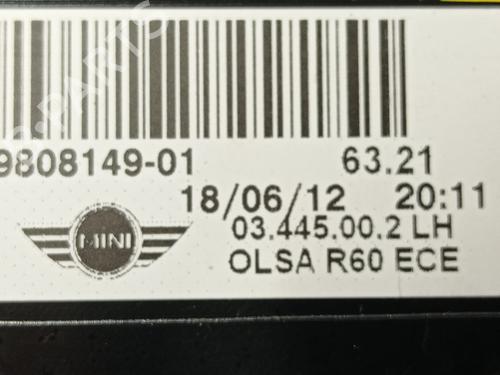 9808149-01 63.21
18/06/12 20:11
MINI
03.445.00.2 LH
OLSA R60 ECE